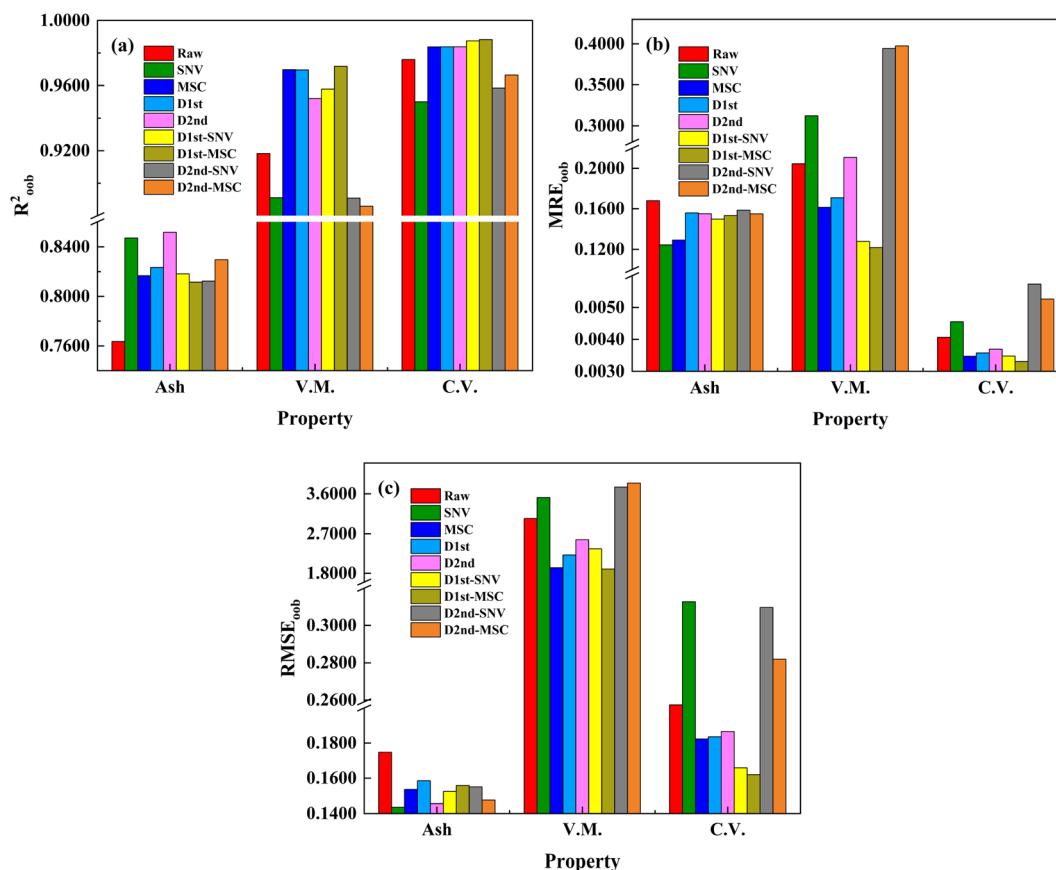 (a)
1.0000
0.9600
0.9200
0.8400
0.8000
0.7600
R²oob
Raw
SNV
MSC
D1st
D2nd
D1st-SNV
D1st-MSC
D2nd-SNV
D2nd-MSC
Ash V.M. C.V.
Property
(b)
0.4000
0.3500
0.3000
0.2000
0.1600
0.1200
0.0050
0.0040
0.0030
MREoob
Raw
SNV
MSC
D1st
D2nd
D1st-SNV
D1st-MSC
D2nd-SNV
D2nd-MSC
Ash V.M. C.V.
Property
(c)
3.6000
2.7000
1.8000
0.3000
0.2800
0.2600
0.1800
0.1600
0.1400
RMSEoob
Raw
SNV
MSC
D1st
D2nd
D1st-SNV
D1st-MSC
D2nd-SNV
D2nd-MSC
Ash V.M. C.V.
Property